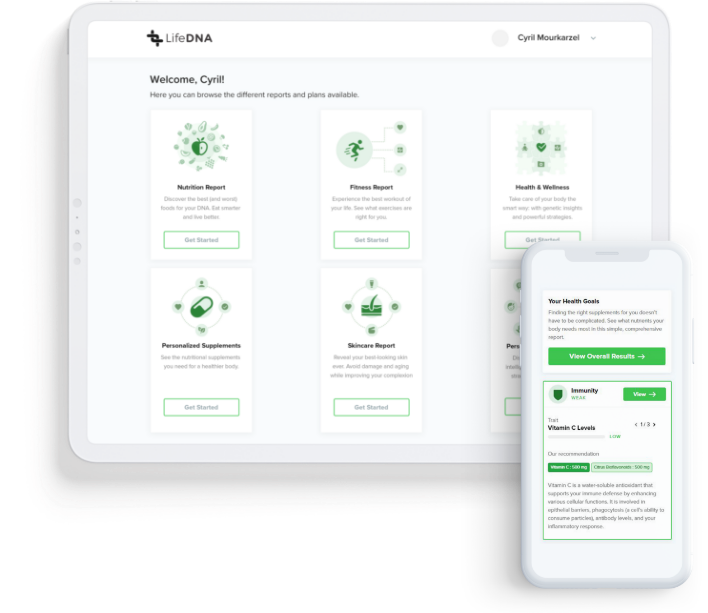 LifeDNA
Cyril Mourkarzel
Welcome, Cyril!
Here you can browse the different reports and plans available.
Nutrition Report
Discover the best (and worst)
foods for your DNA. Eat smarter
and live better.
Get Started
Fitness Report
Experience the best workout of
your life. See what exercises are
right for you.
Get Started
Health & Wellness
Take care of your body the
smart way: with genetic insights
and powerful strategies.
Get Started
Personalized Supplements
See the nutritional supplements
you need for a healthier body.
Get Started
Skincare Report
Reveal your best-looking skin
ever. Avoid damage and aging
while improving your complexion
Get Started
Your Health Goals
Finding the right supplements for you doesn't
have to be complicated. See what nutrients your
body needs most in this simple, comprehensive
report.
View Overall Results →
Immunity
WEAK
View →
Trait
Vitamin C Levels
< 1/3 >
LOW
Our recommendation
Vitamin C : 500 mg
Citrus Bioflavonoids : 500 mg
Vitamin C is a water-soluble antioxidant that
supports your immune defense by enhancing
various cellular functions. It is involved in
epithelial barriers, phagocytosis (a cell's ability to
consume particles), antibody levels, and your
inflammatory response.